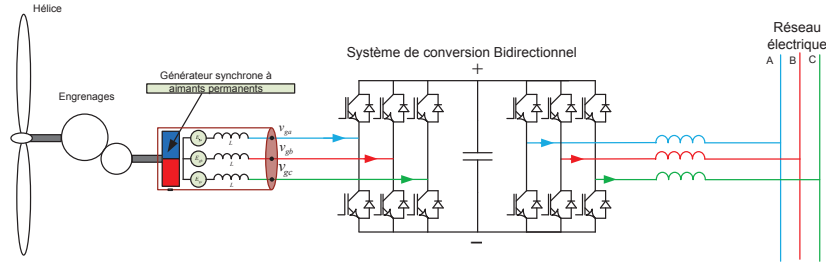 Hélice
Engrenages
Générateur synchrone à
aimants permanents
v_ga
v_gb
v_gc
L
L
L
Système de conversion Bidirectionnel
+
−
Réseau
électrique
A
B
C